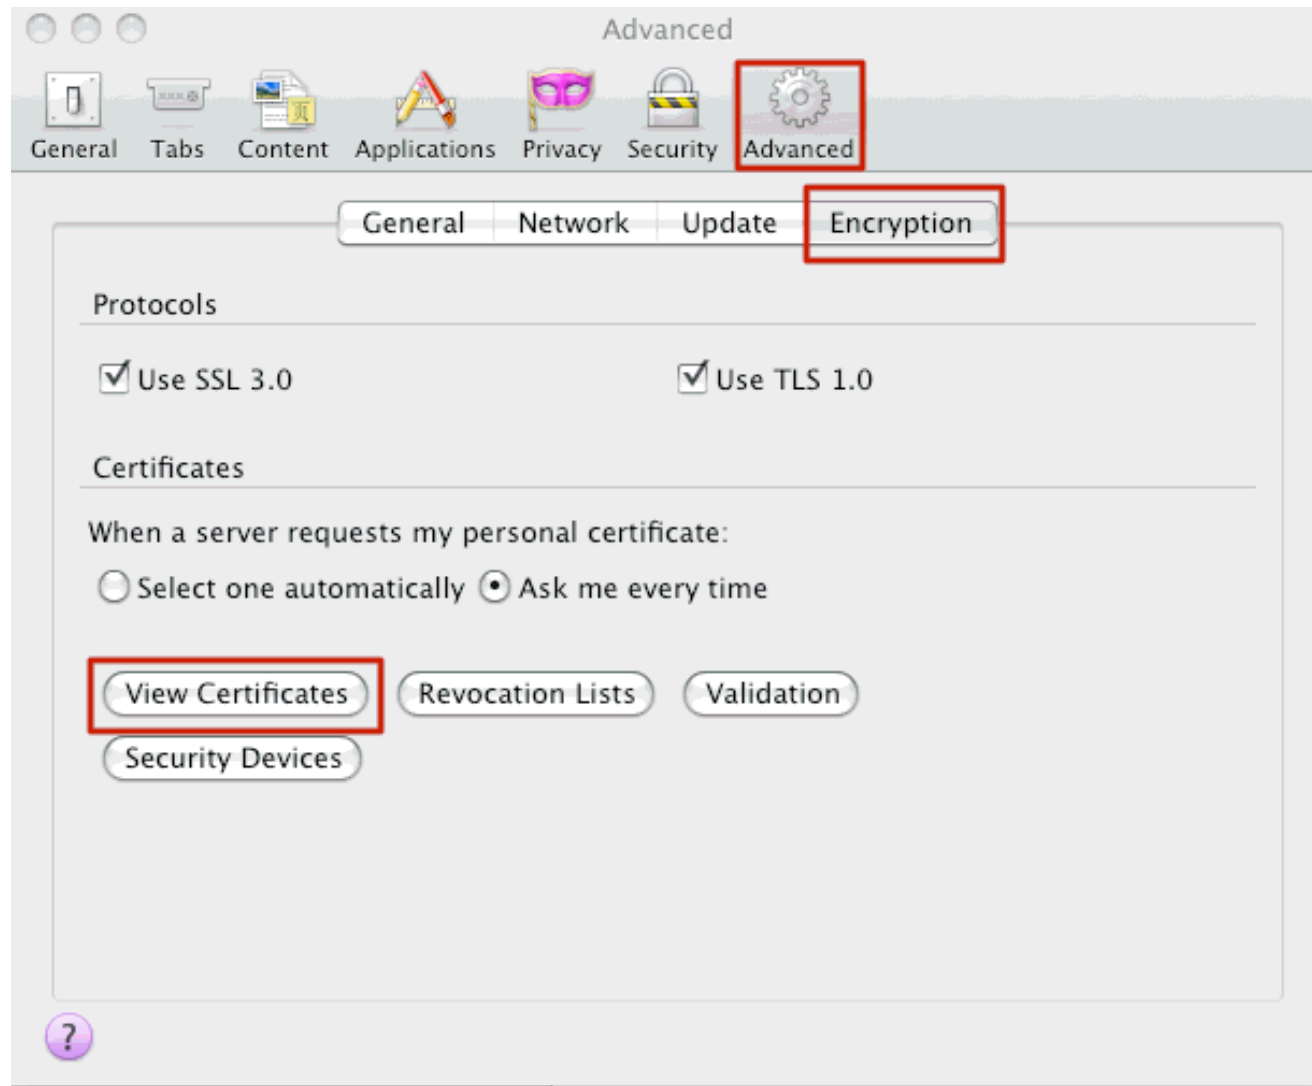 Advanced
General Tabs Content Applications Privacy Security Advanced
General Network Update Encryption
Protocols
Use SSL 3.0 Use TLS 1.0
Certificates
When a server requests my personal certificate:
Select one automatically Ask me every time
View Certificates Revocation Lists Validation
Security Devices
?